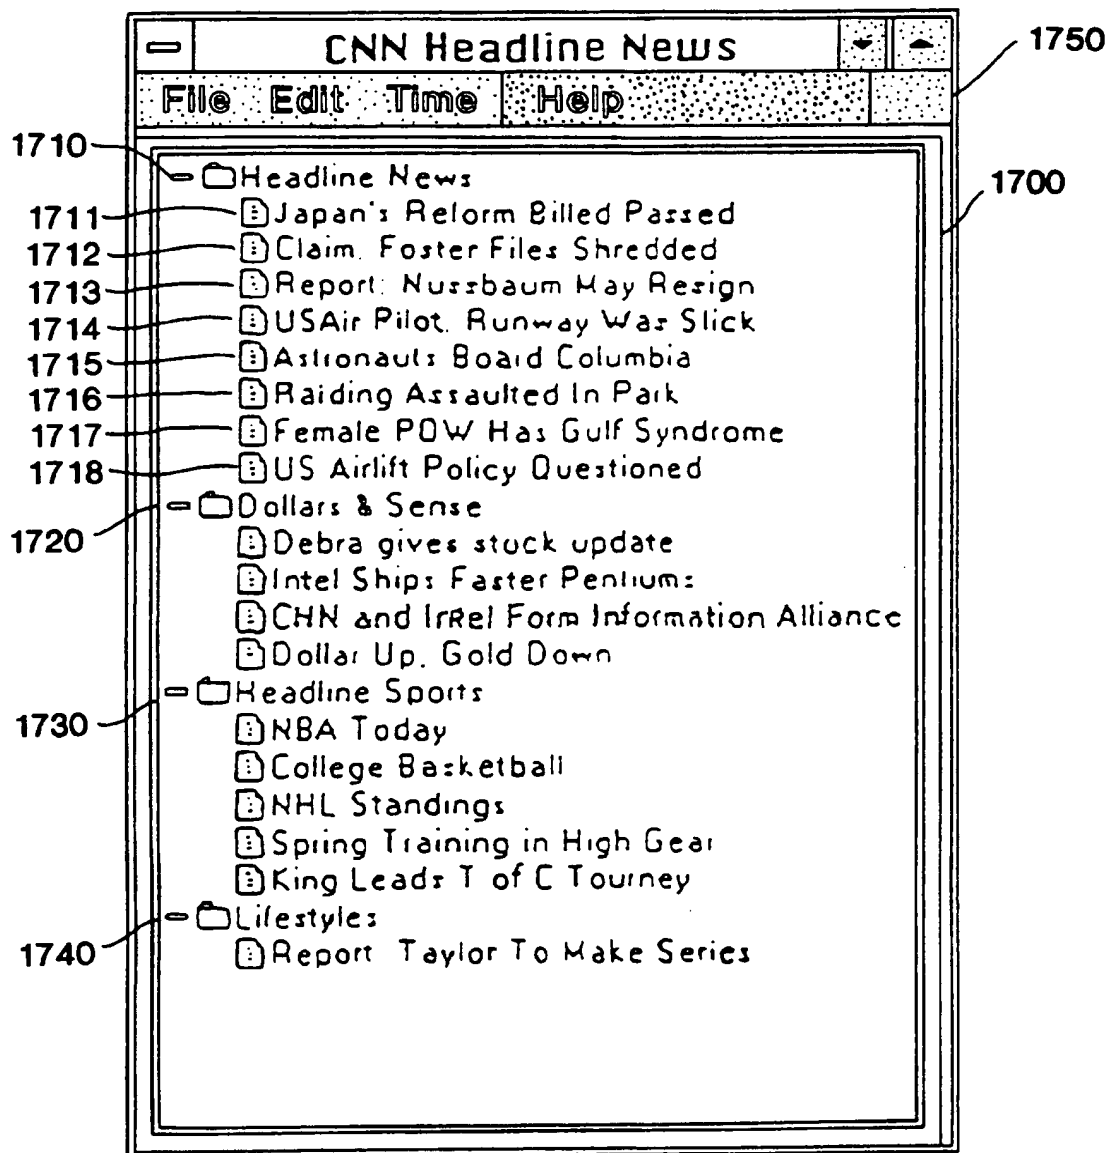 CNN Headline News
1750
File Edit Time Help
1710
Headline News
1700
1711 Japan's Reform Billed Passed
1712 Claim. Foster Files Shredded
1713 Report: Nussbaum May Resign
1714 USAir Pilot. Runway Was Slick
1715 Astronauts Board Columbia
1716 Raiding Assaulted In Park
1717 Female POW Has Gulf Syndrome
1718 US Airlift Policy Questioned
Dollars & Sense
1720
Debra gives stock update
Intel Ships Faster Pentiums
CHN and IrRel Form Information Alliance
Dollar Up. Gold Down
Headline Sports
1730
NBA Today
College Basketball
NHL Standings
Spring Training in High Gear
King Leads T of C Tourney
Lifestyles
1740
Report Taylor To Make Series